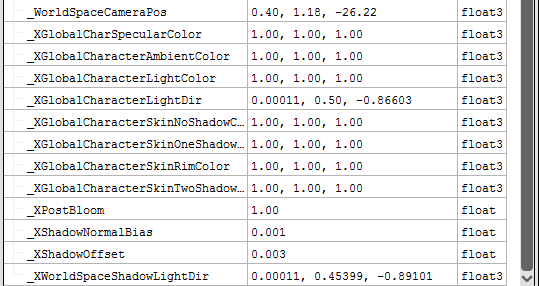 _WorldSpaceCameraPos 0.40, 1.18, -26.22 float3
_XGlobalCharSpecularColor 1.00, 1.00, 1.00 float3
_XGlobalCharacterAmbientColor 1.00, 1.00, 1.00 float3
_XGlobalCharacterLightColor 1.00, 1.00, 1.00 float3
_XGlobalCharacterLightDir 0.00011, 0.50, -0.86603 float3
_XGlobalCharacterSkinNoShadowC... 1.00, 1.00, 1.00 float3
_XGlobalCharacterSkinOneShadow... 1.00, 1.00, 1.00 float3
_XGlobalCharacterSkinRimColor 1.00, 1.00, 1.00 float3
_XGlobalCharacterSkinTwoShadow... 1.00, 1.00, 1.00 float3
_XPostBloom 1.00 float
_XShadowNormalBias 0.001 float
_XShadowOffset 0.003 float
_XWorldSpaceShadowLightDir 0.00011, 0.45399, -0.89101 float3